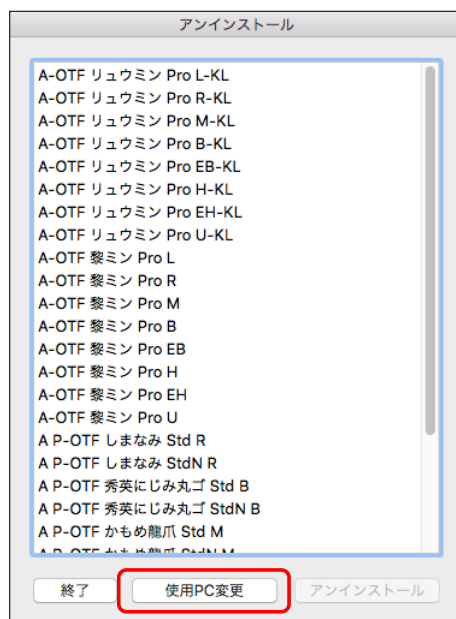 アンインストール
A-OTF リュウミン Pro L-KL
A-OTF リュウミン Pro R-KL
A-OTF リュウミン Pro M-KL
A-OTF リュウミン Pro B-KL
A-OTF リュウミン Pro EB-KL
A-OTF リュウミン Pro H-KL
A-OTF リュウミン Pro EH-KL
A-OTF リュウミン Pro U-KL
A-OTF 黎ミン Pro L
A-OTF 黎ミン Pro R
A-OTF 黎ミン Pro M
A-OTF 黎ミン Pro B
A-OTF 黎ミン Pro EB
A-OTF 黎ミン Pro H
A-OTF 黎ミン Pro EH
A-OTF 黎ミン Pro U
A P-OTF しまなみ Std R
A P-OTF しまなみ StdN R
A P-OTF 秀英にじみ丸ゴ Std B
A P-OTF 秀英にじみ丸ゴ StdN B
A P-OTF かもめ龍爪 Std M
A P-OTF かもめ龍爪 StdN M
終了
使用PC変更
アンインストール